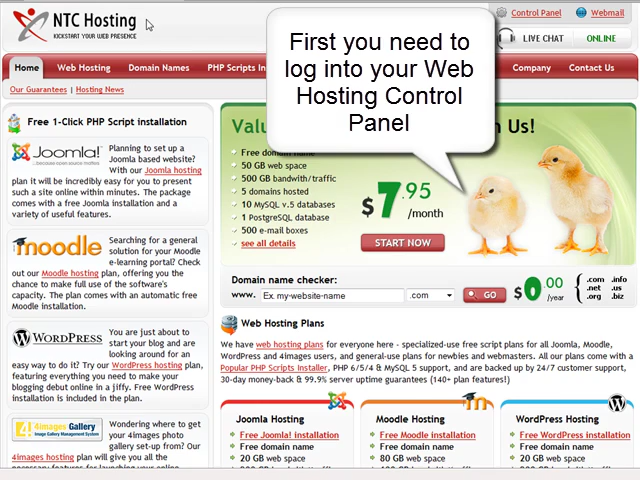 NTC Hosting
KICKSTART YOUR WEB PRESENCE
Control Panel
Webmail
LIVE CHAT
ONLINE
First you need to
log into your Web
Hosting Control
Panel
Home
Web Hosting
Domain Names
PHP Scripts In
Company
Contact Us
Our Guarantees | Hosting News
Free 1-Click PHP Script installation
Joomla!
...because open source matters
Planning to set up a
Joomla based website?
With our Joomla hosting
plan it will be incredibly easy for you to present
such a site online within minutes. The package
comes with a free Joomla installation and a
variety of useful features.
moodle
Searching for a general
solution for your Moodle
e-learning portal? Check
out our Moodle hosting plan, offering you the
chance to make full use of the software's
capacity. The plan comes with an automatic free
Moodle installation.
WORDPRESS
You are just about to
start your blog and are
looking around for an
easy way to do it? Try our WordPress hosting plan,
featuring everything you need to make your
blogging debut online in a jiffy. Free WordPress
installation is included in the plan.
4images Gallery
Image Gallery Management System
Wondering where to get
your 4images photo
gallery set-up from? Our
4images hosting plan will give you all the
necessary features for launching your online
Valu
n Us!
Free domain name
50 GB web space
500 GB bandwith/traffic
5 domains hosted
10 MySQL v.5 databases
1 PostgreSQL database
500 e-mail boxes
see all details
$7.95
/month
START NOW
Domain name checker:
www. Ex. my-website-name .com GO
$0.00
/year
.com .info
.net .us
.org .biz
Web Hosting Plans
We have web hosting plans for everyone here - specialized-use free script plans for all Joomla, Moodle,
WordPress and 4images users, and general-use plans for newbies and webmasters. All our plans come with a
Popular PHP Scripts Installer, PHP 6/5/4 & MySQL 5 support, and are backed up by 24/7 customer support,
30-day money-back & 99.9% server uptime guarantees (140+ plan features!)
Joomla Hosting
Free Joomla! installation
Free domain name
20 GB web space
Moodle Hosting
Free Moodle installation
Free domain name
80 GB web space
WordPress Hosting
Free WordPress installation
Free domain name
20 GB web space